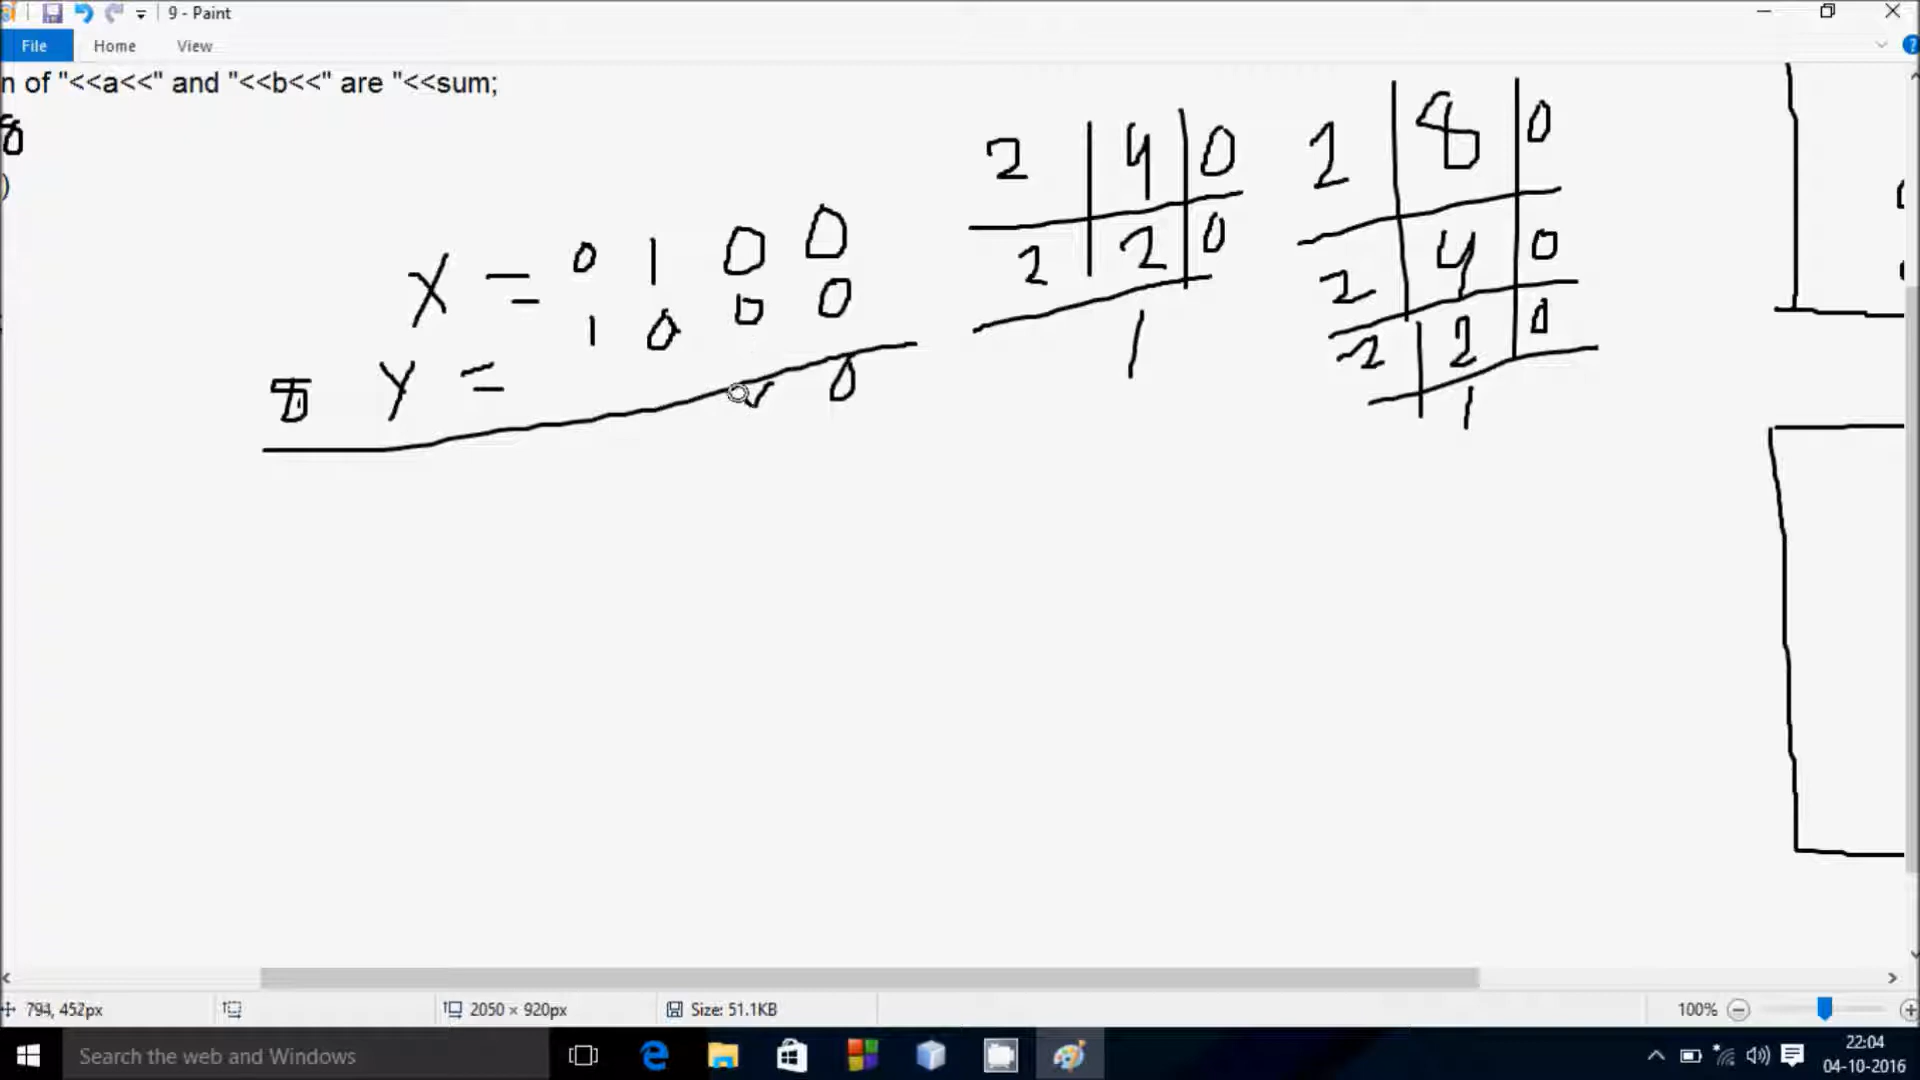 9 - Paint
File Home View
n of "<<a<<" and "<<b<<" are "<<sum;
8
)
X = 0 1 0 0
1 0 0 0
8 Y =
0
2 4 0
2 2 0
1
2 8 0
2 4 0
2 2 0
1
794, 452px
2050 × 920px
Size: 51.1KB
100%
Search the web and Windows
22:04
04-10-2016